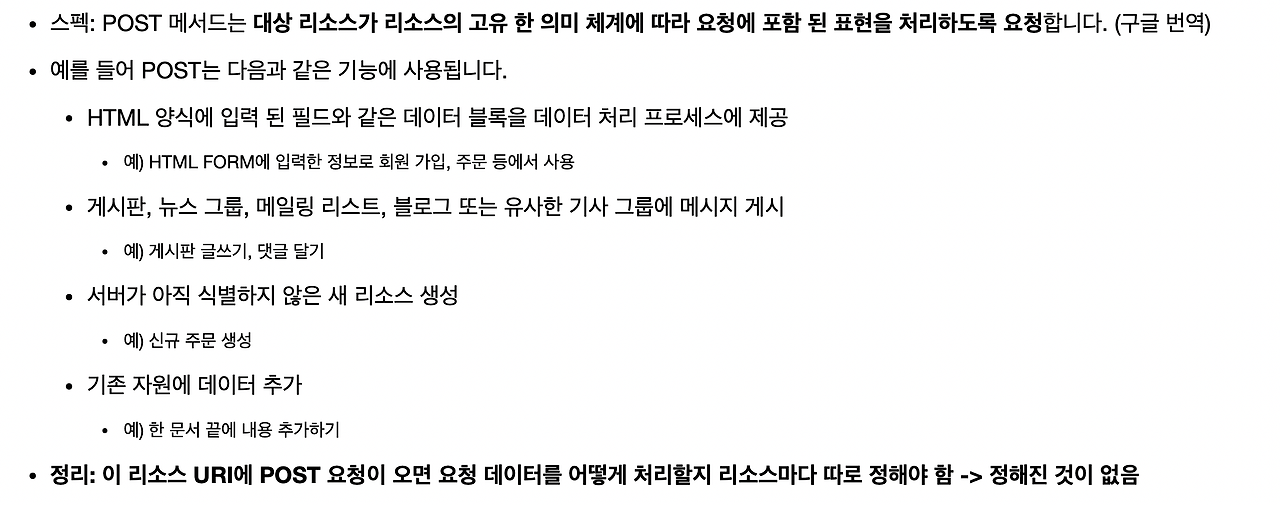 • 스펙: POST 메서드는 대상 리소스가 리소스의 고유 한 의미 체계에 따라 요청에 포함 된 표현을 처리하도록 요청합니다. (구글 번역)
• 예를 들어 POST는 다음과 같은 기능에 사용됩니다.
• HTML 양식에 입력 된 필드와 같은 데이터 블록을 데이터 처리 프로세스에 제공
• 예) HTML FORM에 입력한 정보로 회원 가입, 주문 등에서 사용
• 게시판, 뉴스 그룹, 메일링 리스트, 블로그 또는 유사한 기사 그룹에 메시지 게시
• 예) 게시판 글쓰기, 댓글 달기
• 서버가 아직 식별하지 않은 새 리소스 생성
• 예) 신규 주문 생성
• 기존 자원에 데이터 추가
• 예) 한 문서 끝에 내용 추가하기
• 정리: 이 리소스 URI에 POST 요청이 오면 요청 데이터를 어떻게 처리할지 리소스마다 따로 정해야 함 -> 정해진 것이 없음